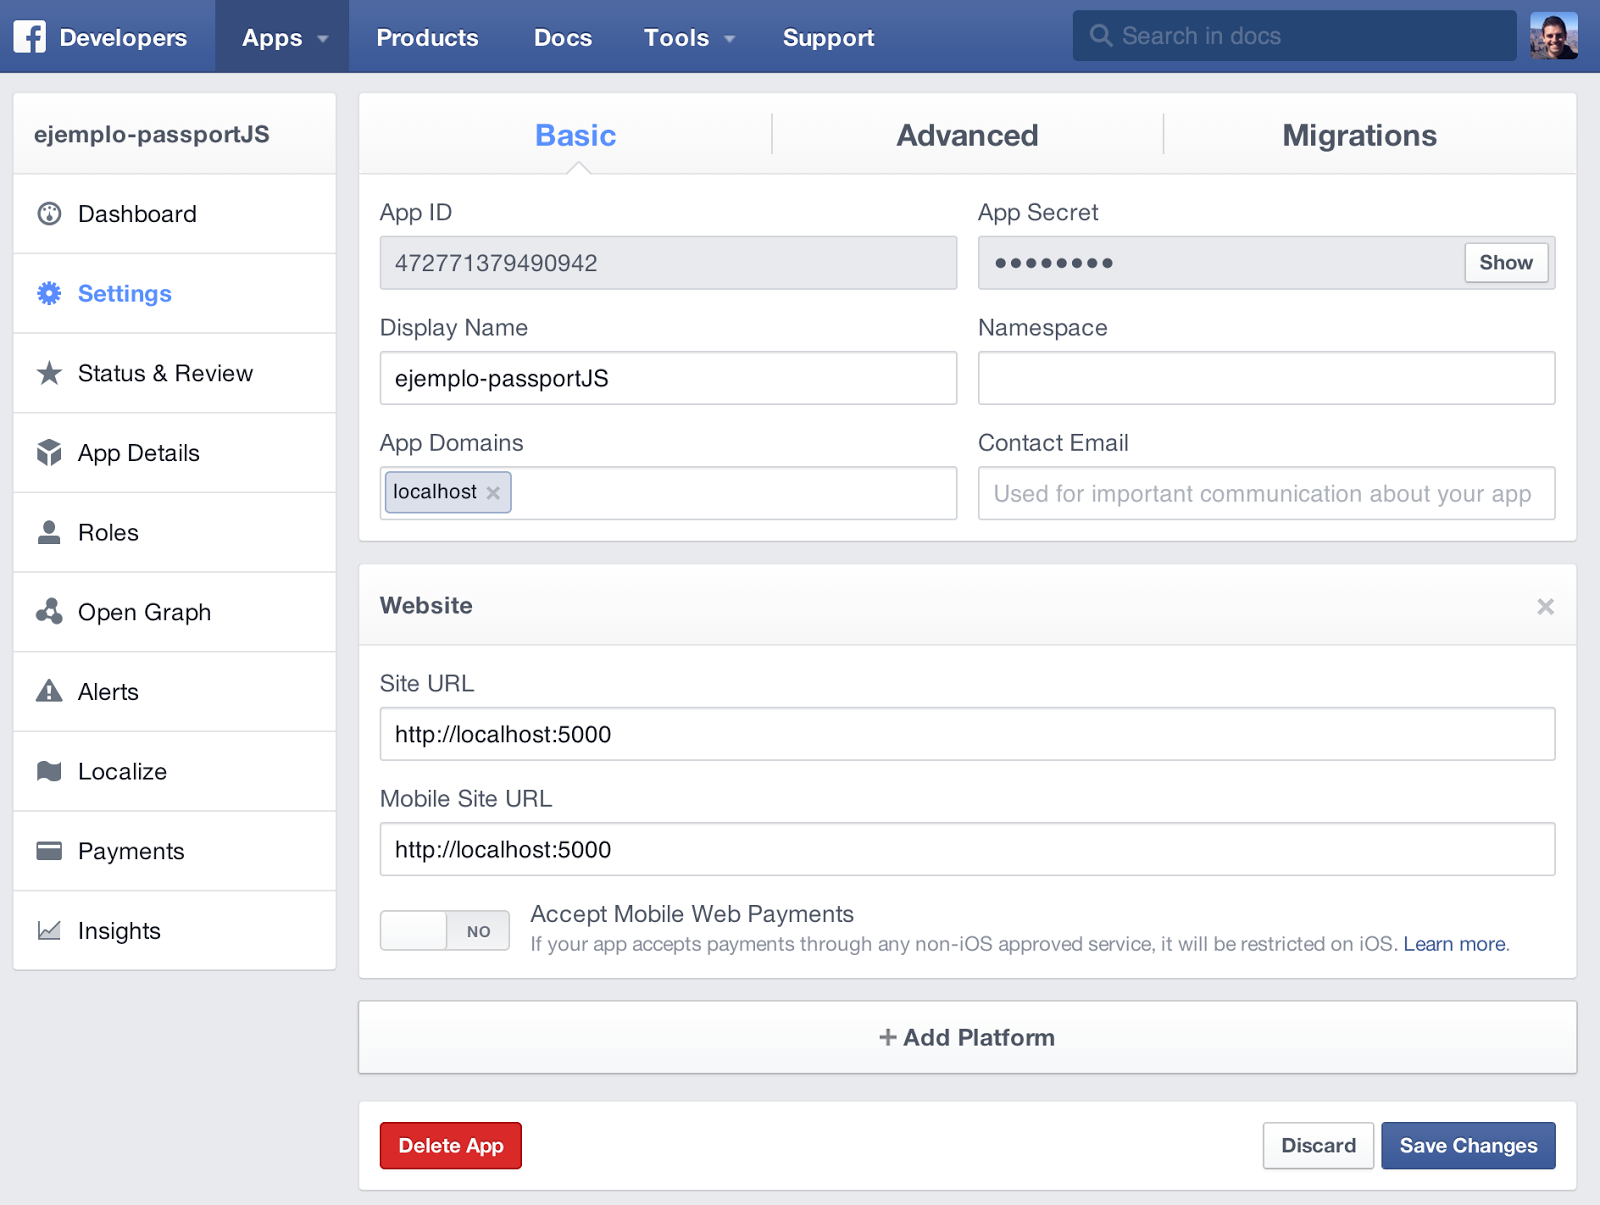 Developers
Apps
Products
Docs
Tools
Support
Search in docs
ejemplo-passportJS
Dashboard
Settings
Status & Review
App Details
Roles
Open Graph
Alerts
Localize
Payments
Insights
Basic
Advanced
Migrations
App ID
App Secret
472771379490942
••••••••
Show
Display Name
Namespace
ejemplo-passportJS
App Domains
Contact Email
localhost
Used for important communication about your app
Website
Site URL
http://localhost:5000
Mobile Site URL
http://localhost:5000
NO
Accept Mobile Web Payments
If your app accepts payments through any non-iOS approved service, it will be restricted on iOS. Learn more.
+ Add Platform
Delete App
Discard
Save Changes